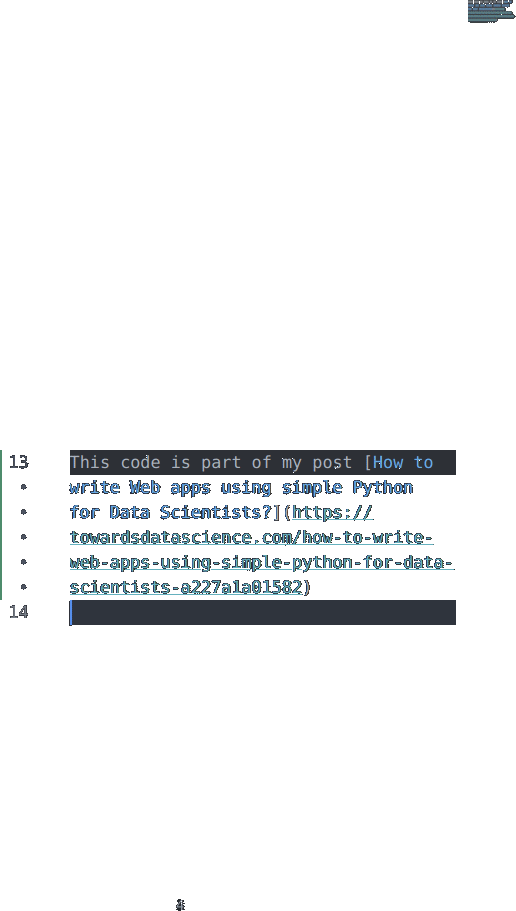 13 This code is part of my post [How to
• write Web apps using simple Python
• for Data Scientists?](https://
• towardsdatascience.com/how-to-write-
• web-apps-using-simple-python-for-data-
• scientists-a227a1a01582)
14